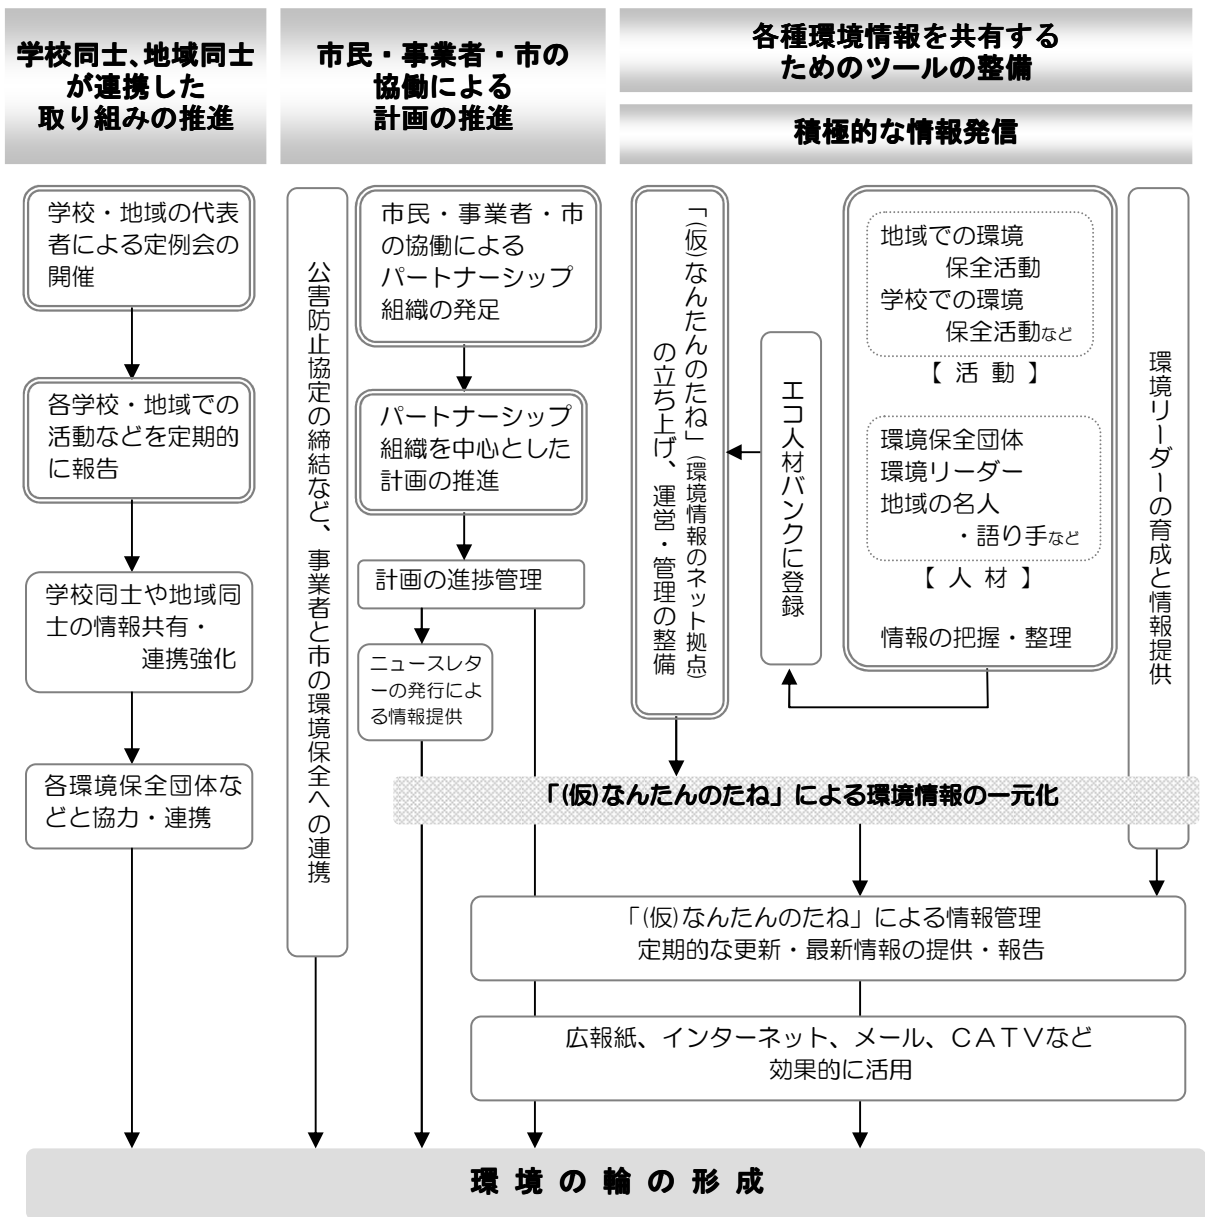 学校同士、地域同士
が連携した
取り組みの推進
市民・事業者・市の
協働による
計画の推進
各種環境情報を共有する
ためのツールの整備
積極的な情報発信
学校・地域の代表
者による定例会の
開催
各学校・地域での
活動などを定期的
に報告
学校同士や地域同
士の情報共有・
連携強化
各環境保全団体な
どと協力・連携
公害防止協定の締結など、事業者と市の環境保全への連携
市民・事業者・市
の協働による
パートナーシップ
組織の発足
パートナーシップ
組織を中心とした
計画の推進
計画の進捗管理
ニュースレタ
ーの発行によ
る情報提供
「(仮)なんたんのたね」(環境情報のネット拠点)
の立ち上げ、運営・管理の整備
エコ人材バンクに登録
地域での環境
保全活動
学校での環境
保全活動など
【 活 動 】
環境保全団体
環境リーダー
地域の名人
・語り手など
【 人 材 】
情報の把握・整理
環境リーダーの育成と情報提供
「(仮)なんたんのたね」による環境情報の一元化
「(仮)なんたんのたね」による情報管理
定期的な更新・最新情報の提供・報告
広報紙、インターネット、メール、ＣＡＴＶなど
効果的に活用
環 境 の 輪 の 形 成